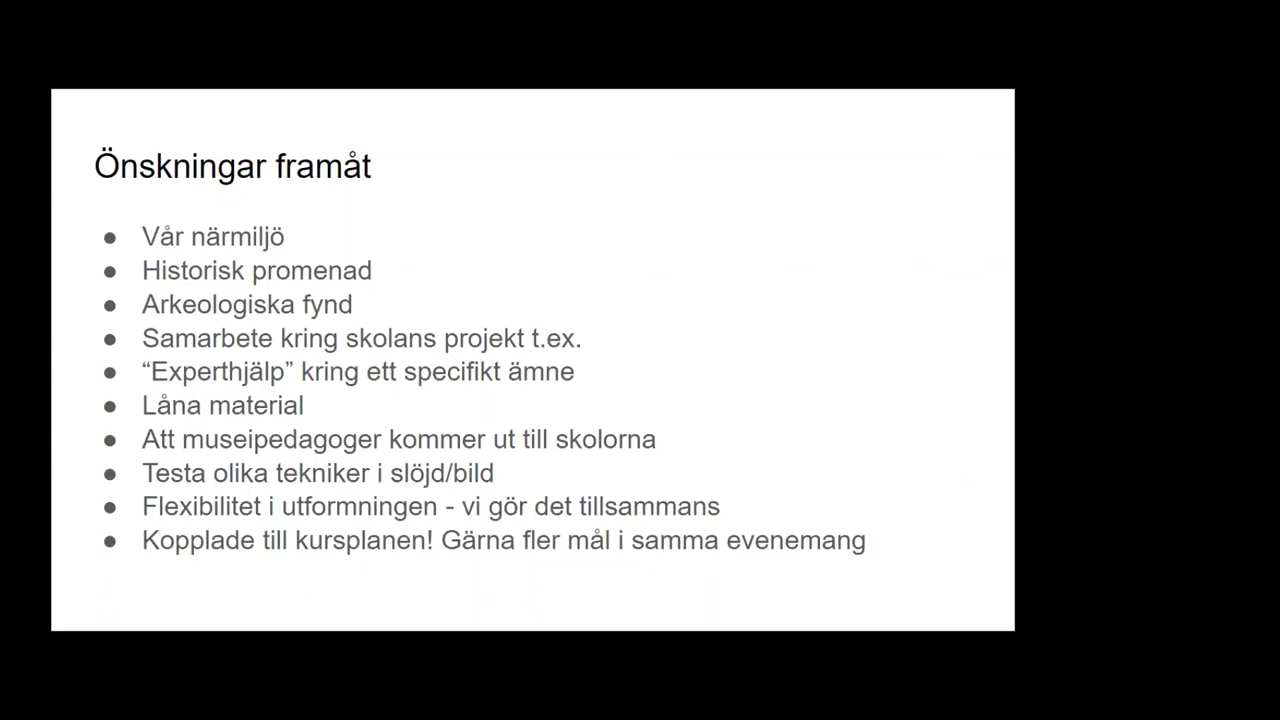 Önskningar framåt
● Vår närmiljö
● Historisk promenad
● Arkeologiska fynd
● Samarbete kring skolans projekt t.ex.
● “Experthjälp” kring ett specifikt ämne
● Låna material
● Att museipedagoger kommer ut till skolorna
● Testa olika tekniker i slöjd/bild
● Flexibilitet i utformningen - vi gör det tillsammans
● Kopplade till kursplanen! Gärna fler mål i samma evenemang